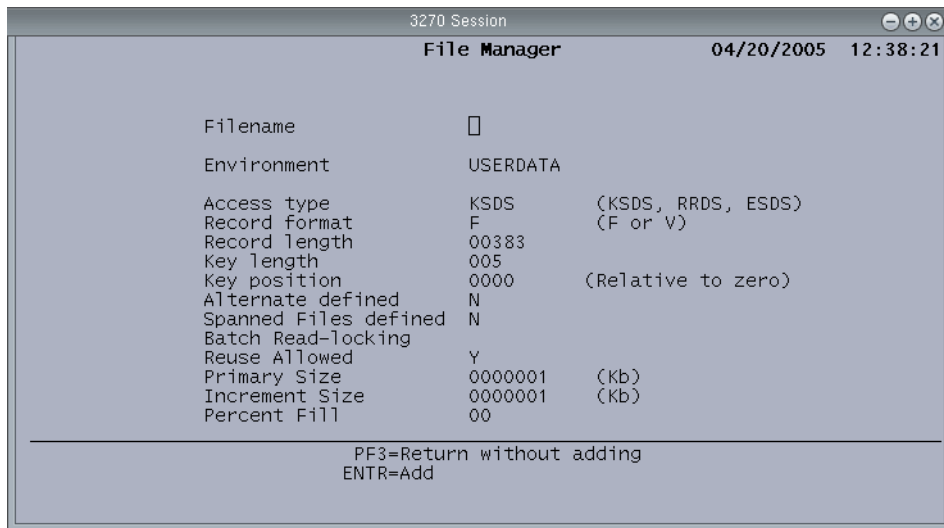 3270 Session
File Manager 04/20/2005 12:38:21
Filename
Environment USERDATA
Access type KSDS (KSDS, RRDS, ESDS)
Record format F (F or V)
Record length 00383
Key length 005
Key position 0000 (Relative to zero)
Alternate defined N
Spanned Files defined N
Batch Read-locking
Reuse Allowed Y
Primary Size 0000001 (Kb)
Increment Size 0000001 (Kb)
Percent Fill 00
PF3=Return without adding
ENTR=Add